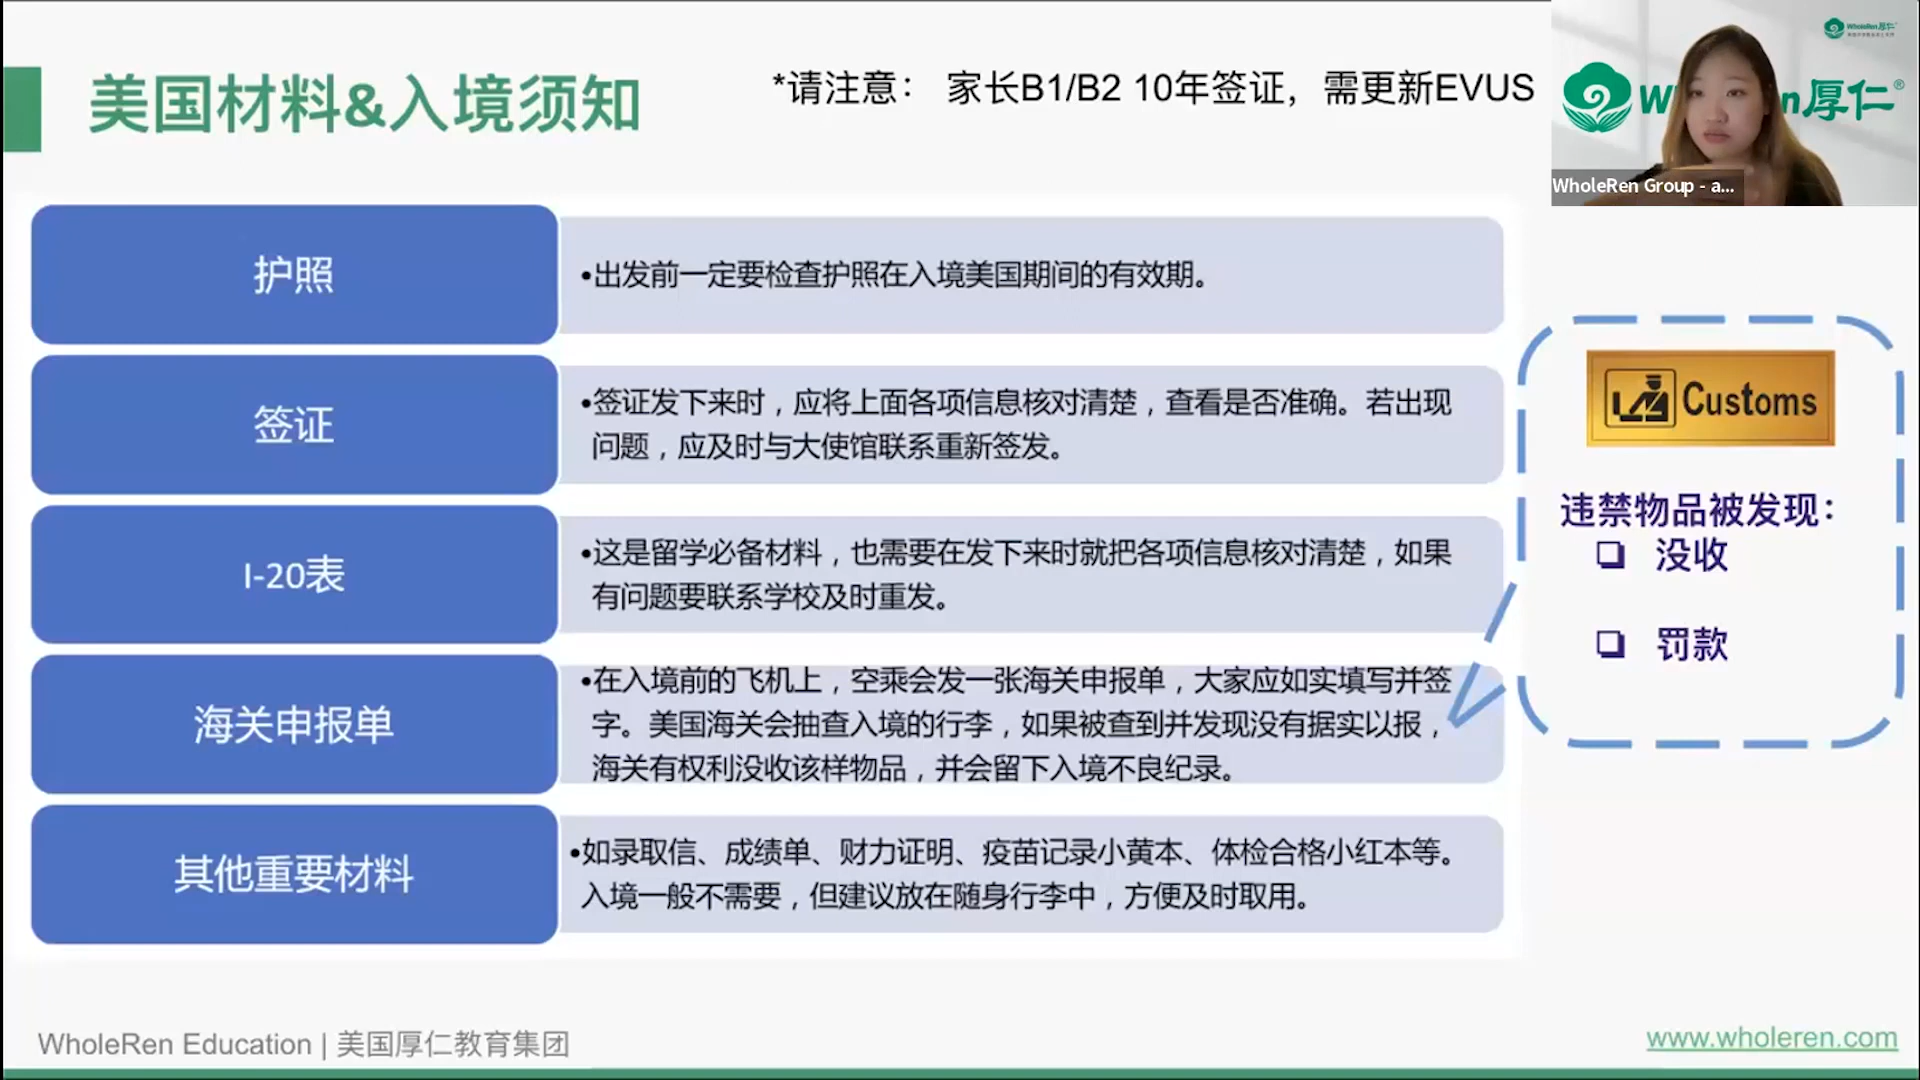 美国材料&入境须知
*请注意： 家长B1/B2 10年签证，需更新EVUS
WholeRen厚仁
厚仁®
WholeRen Group - a...
护照
•出发前一定要检查护照在入境美国期间的有效期。
签证
•签证发下来时，应将上面各项信息核对清楚，查看是否准确。若出现
问题，应及时与大使馆联系重新签发。
I-20表
•这是留学必备材料，也需要在发下来时就把各项信息核对清楚，如果
有问题要联系学校及时重发。
海关申报单
•在入境前的飞机上，空乘会发一张海关申报单，大家应如实填写并签
字。美国海关会抽查入境的行李，如果被查到并发现没有据实以报，
海关有权利没收该样物品，并会留下入境不良纪录。
其他重要材料
•如录取信、成绩单、财力证明、疫苗记录小黄本、体检合格小红本等。
入境一般不需要，但建议放在随身行李中，方便及时取用。
Customs
违禁物品被发现：
❑ 没收
❑ 罚款
WholeRen Education | 美国厚仁教育集团
www.wholeren.com